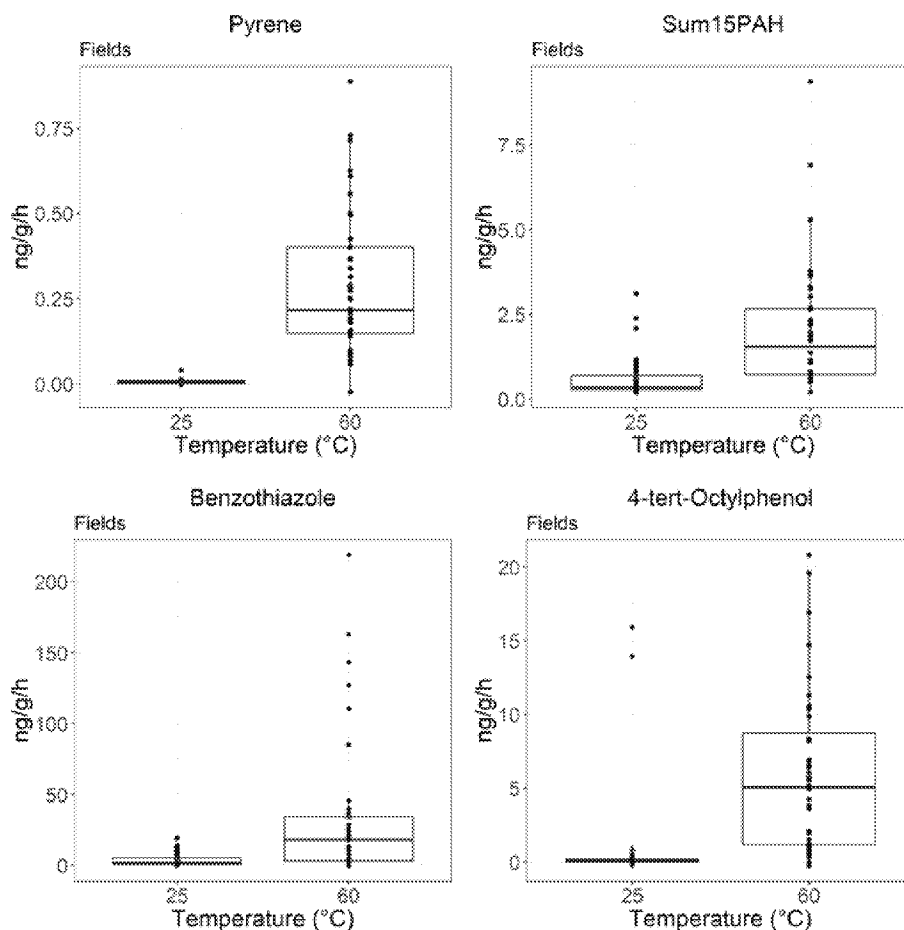 Pyrene
Fields
0.75
0.50
0.25
0.00
ng/g/h
25
60
Temperature (°C)
Sum15PAH
Fields
7.5
5.0
2.5
0.0
ng/g/h
25
60
Temperature (°C)
Benzothiazole
Fields
200
150
100
50
0
ng/g/h
25
60
Temperature (°C)
4-tert-Octylphenol
Fields
20
15
10
5
0
ng/g/h
25
60
Temperature (°C)